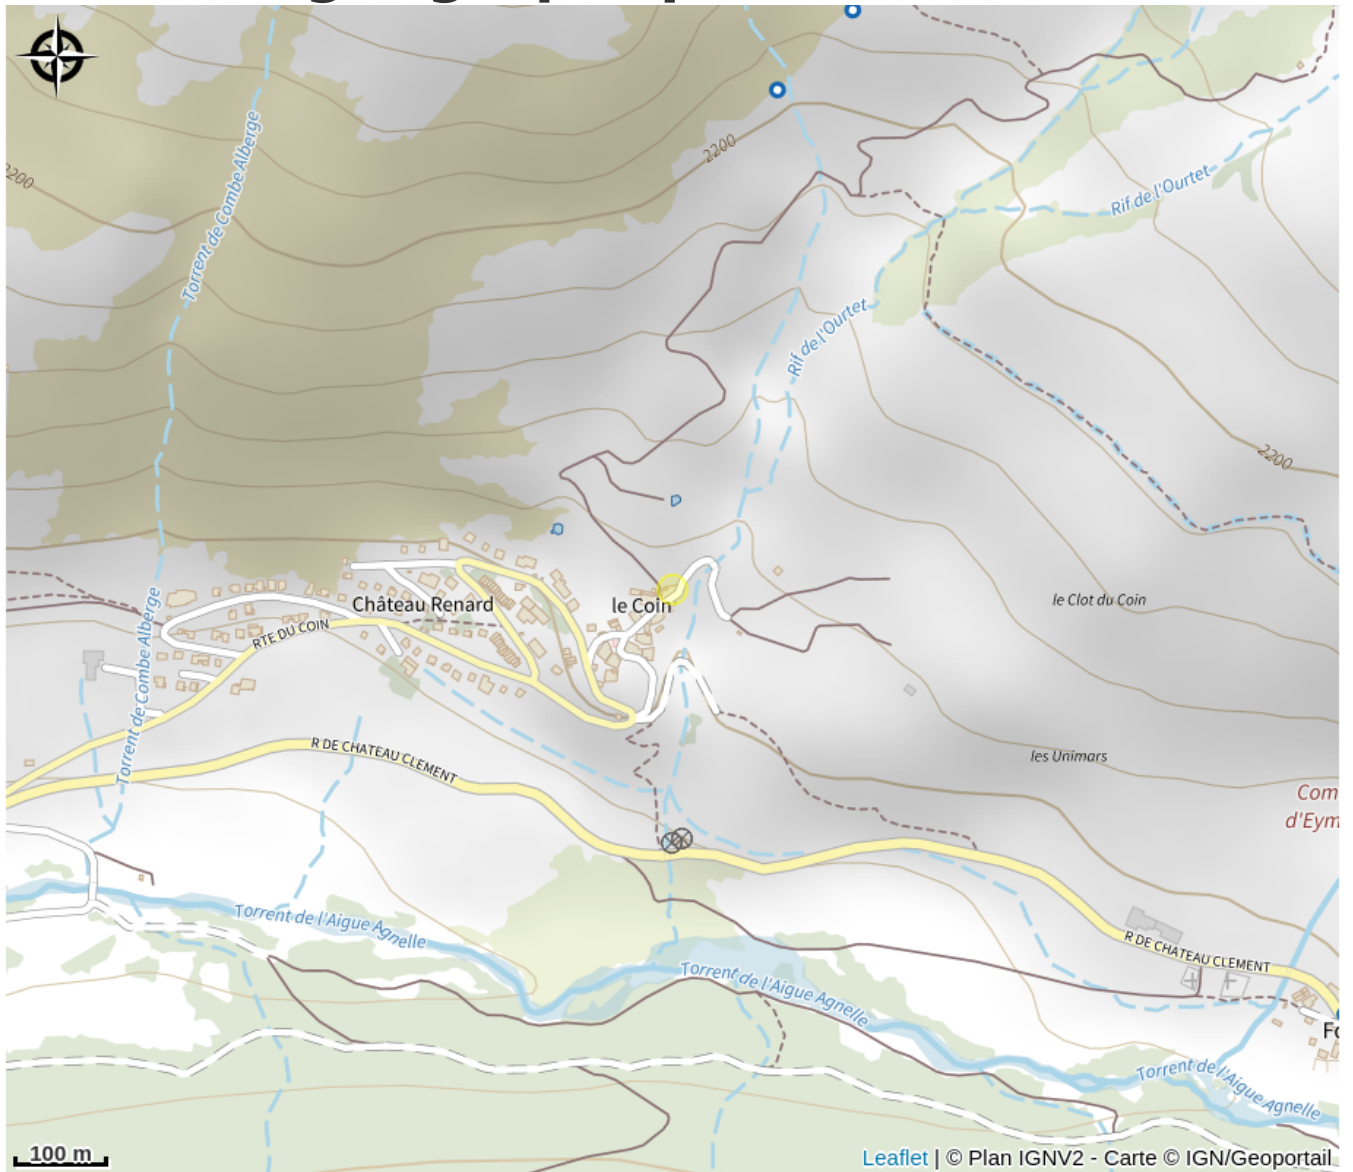 2200
2200
Torrent de Combe Alberge
Rif de l'Ourtet
Rif de l'Ourtet
2200
Château Renard
le Coin
le Clot du Coin
RTE DU COIN
Torrent de Combe Alberge
R DE CHATEAU CLEMENT
les Unimars
Com
d'Eym
Torrent de l'Aigue Agnelle
R DE CHATEAU CLEMENT
Torrent de l'Aigue Agnelle
Fo
Torrent de l'Aigue Agnelle
100 m
Leaflet | © Plan IGNV2 - Carte © IGN/Geoportail